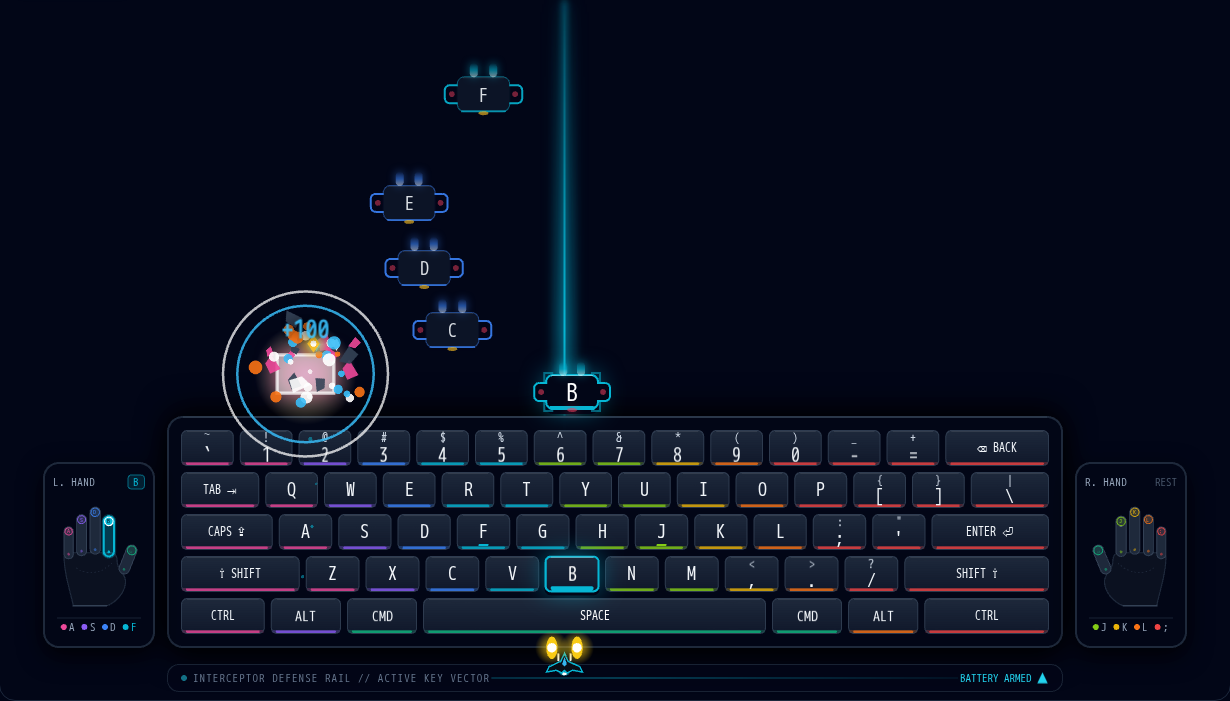 F
E
D
+100
C
B
~ ! @ # $ % ^ & * ( ) _ +
` 1 2 3 4 5 6 7 8 9 0 - = ⌫ BACK
TAB ⇥ Q W E R T Y U I O P { [ } ] | \
CAPS ⇪ A S D F G H J K L : ; " ' ENTER ⏎
⇧ SHIFT Z X C V B N M < , > . ? / SHIFT ⇧
CTRL ALT CMD SPACE CMD ALT CTRL
L. HAND B
A S D F
R. HAND REST
J K L ;
INTERCEPTOR DEFENSE RAIL // ACTIVE KEY VECTOR
BATTERY ARMED